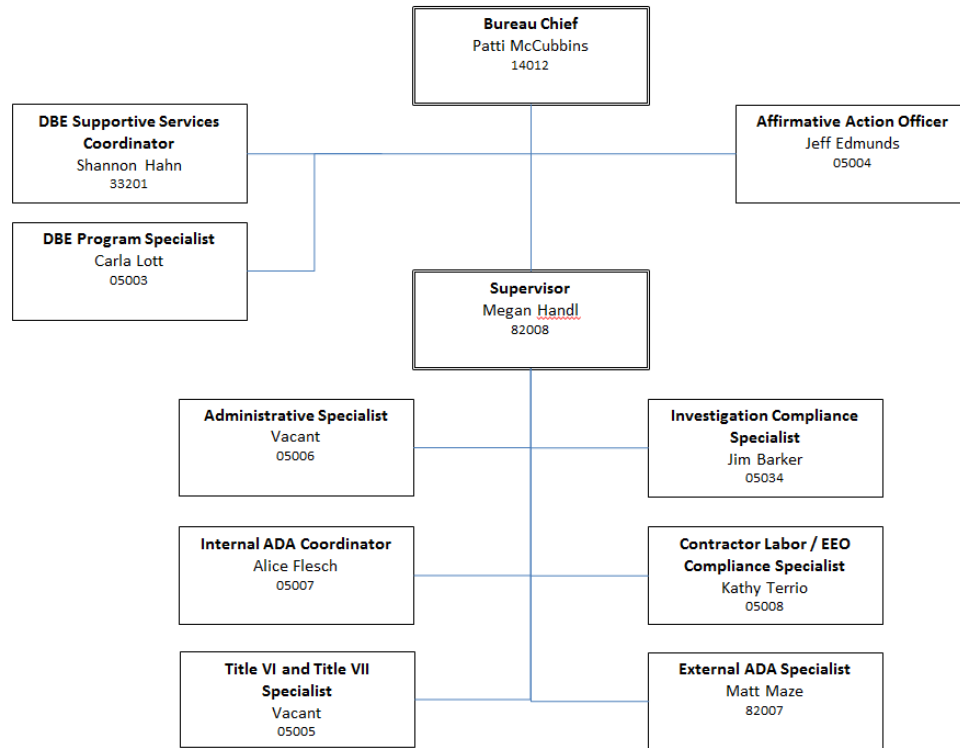 Bureau Chief
Patti McCubbins
14012
DBE Supportive Services
Coordinator
Shannon Hahn
33201
Affirmative Action Officer
Jeff Edmunds
05004
DBE Program Specialist
Carla Lott
05003
Supervisor
Megan Handl
82008
Administrative Specialist
Vacant
05006
Investigation Compliance
Specialist
Jim Barker
05034
Internal ADA Coordinator
Alice Flesch
05007
Contractor Labor / EEO
Compliance Specialist
Kathy Terrio
05008
Title VI and Title VII
Specialist
Vacant
05005
External ADA Specialist
Matt Maze
82007